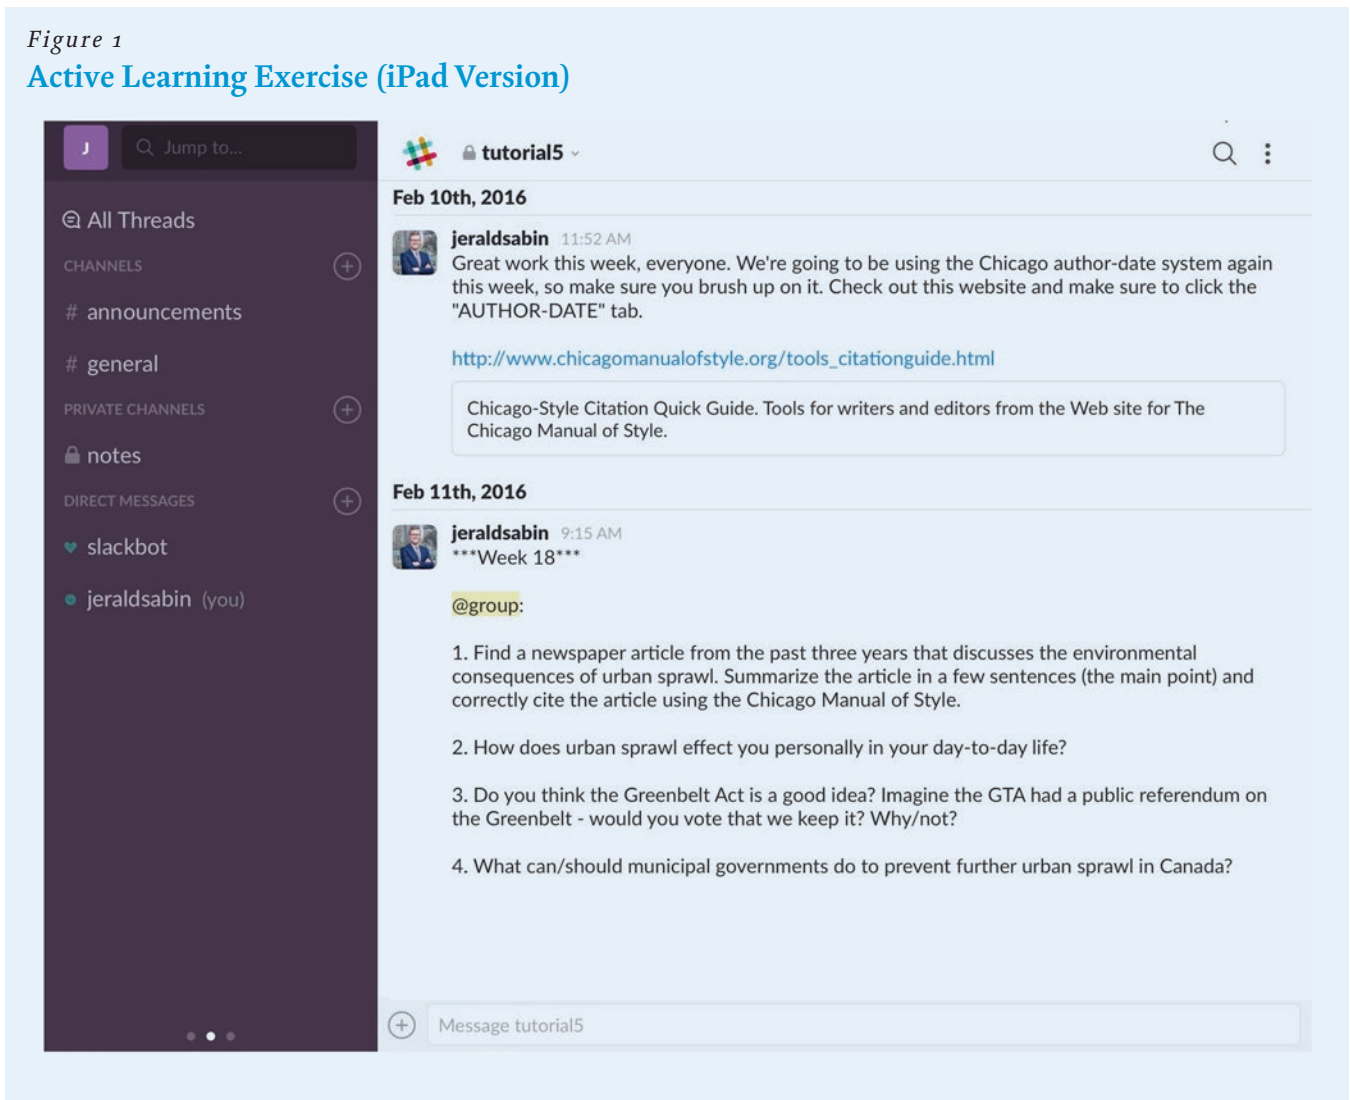 Figure 1
Active Learning Exercise (iPad Version)
J
Jump to...
All Threads
CHANNELS
# announcements
# general
PRIVATE CHANNELS
notes
DIRECT MESSAGES
slackbot
jeraldsabin (you)
tutorial5
Feb 10th, 2016
jeraldsabin 11:52 AM
Great work this week, everyone. We're going to be using the Chicago author-date system again
this week, so make sure you brush up on it. Check out this website and make sure to click the
"AUTHOR-DATE" tab.
http://www.chicagomanualofstyle.org/tools_citationguide.html
Chicago-Style Citation Quick Guide. Tools for writers and editors from the Web site for The
Chicago Manual of Style.
Feb 11th, 2016
jeraldsabin 9:15 AM
***Week 18***
@group:
1. Find a newspaper article from the past three years that discusses the environmental
consequences of urban sprawl. Summarize the article in a few sentences (the main point) and
correctly cite the article using the Chicago Manual of Style.
2. How does urban sprawl effect you personally in your day-to-day life?
3. Do you think the Greenbelt Act is a good idea? Imagine the GTA had a public referendum on
the Greenbelt - would you vote that we keep it? Why/not?
4. What can/should municipal governments do to prevent further urban sprawl in Canada?
Message tutorial5